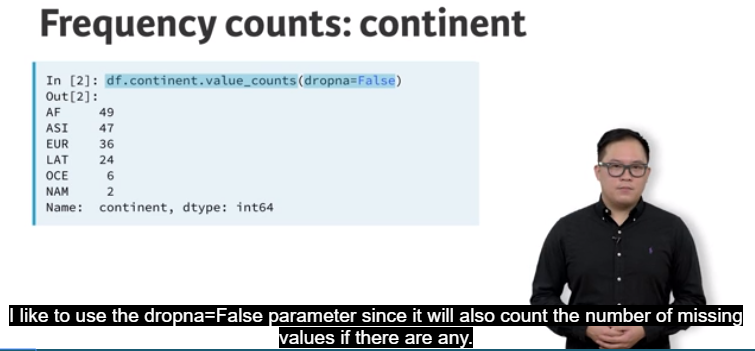 Frequency counts: continent
In [2]: df.continent.value_counts(dropna=False)
Out[2]:
AF 49
ASI 47
EUR 36
LAT 24
OCE 6
NAM 2
Name: continent, dtype: int64
I like to use the dropna=False parameter since it will also count the number of missing
values if there are any.